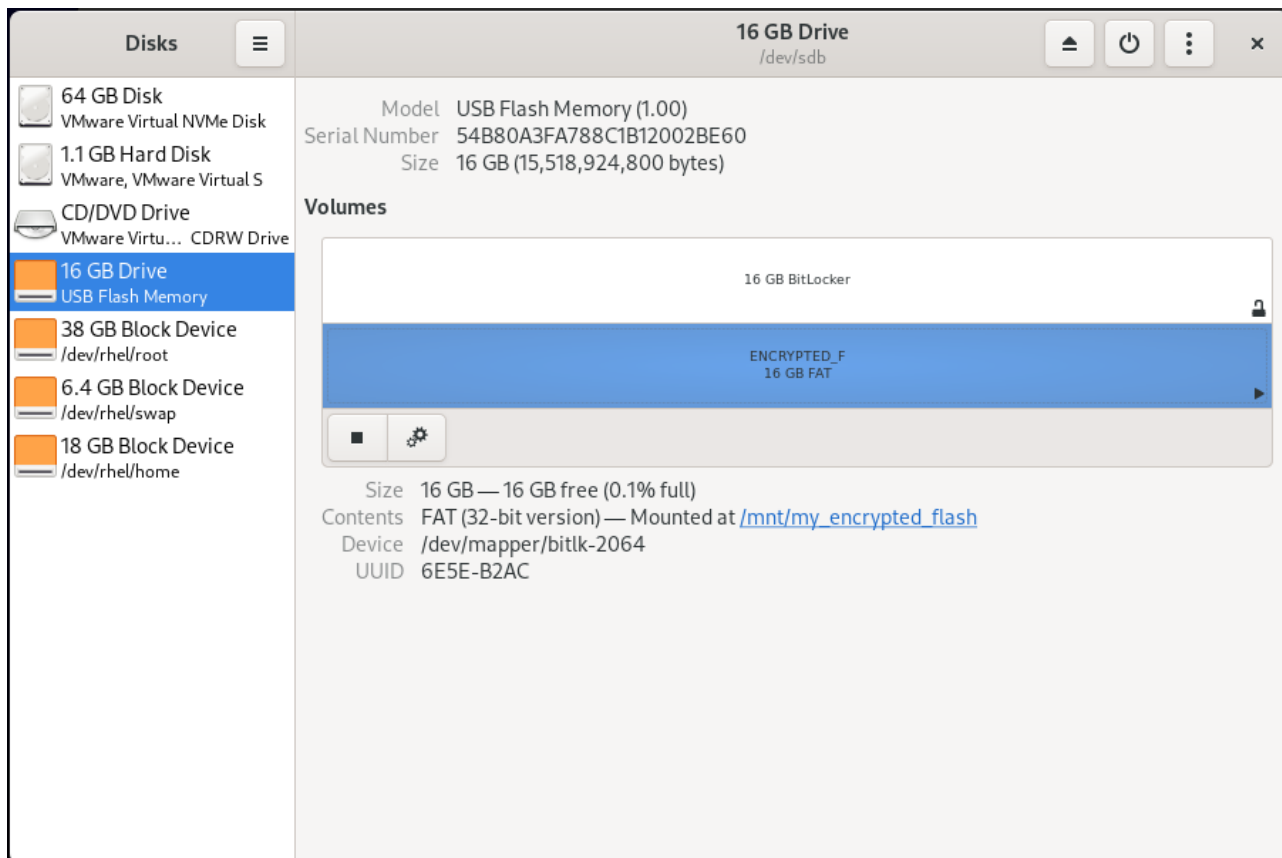 Disks
16 GB Drive
/dev/sdb
64 GB Disk
VMware Virtual NVMe Disk
1.1 GB Hard Disk
VMware, VMware Virtual S
CD/DVD Drive
VMware Virtu... CDRW Drive
16 GB Drive
USB Flash Memory
38 GB Block Device
/dev/rhel/root
6.4 GB Block Device
/dev/rhel/swap
18 GB Block Device
/dev/rhel/home
Model USB Flash Memory (1.00)
Serial Number 54B80A3FA788C1B12002BE60
Size 16 GB (15,518,924,800 bytes)
Volumes
16 GB BitLocker
ENCRYPTED_F
16 GB FAT
Size 16 GB — 16 GB free (0.1% full)
Contents FAT (32-bit version) — Mounted at /mnt/my_encrypted_flash
Device /dev/mapper/bitlk-2064
UUID 6E5E-B2AC